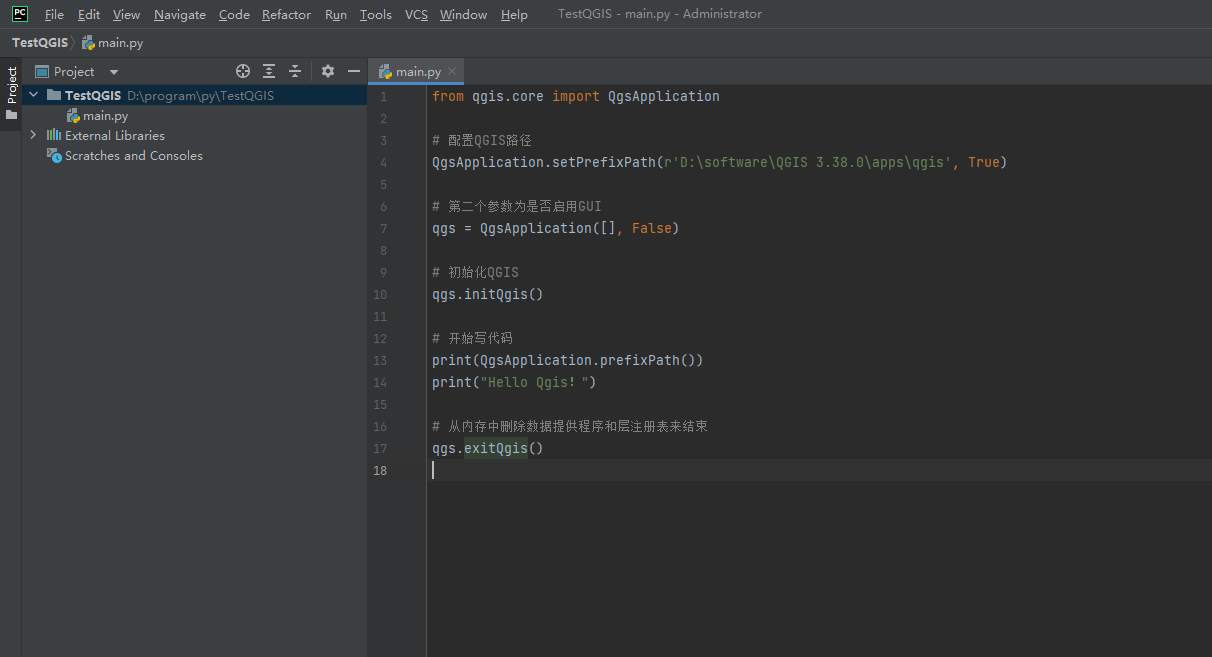 PC File Edit View Navigate Code Refactor Run Tools VCS Window Help TestQGIS - main.py - Administrator
TestQGIS main.py
Project
Project
main.py
TestQGIS D:\program\py\TestQGIS
main.py
External Libraries
Scratches and Consoles
1 from qgis.core import QgsApplication
2
3 # 配置QGIS路径
4 QgsApplication.setPrefixPath(r'D:\software\QGIS 3.38.0\apps\qgis', True)
5
6 # 第二个参数为是否启用GUI
7 qgs = QgsApplication([], False)
8
9 # 初始化QGIS
10 qgs.initQgis()
11
12 # 开始写代码
13 print(QgsApplication.prefixPath())
14 print("Hello Qgis！")
15
16 # 从内存中删除数据提供程序和层注册表来结束
17 qgs.exitQgis()
18